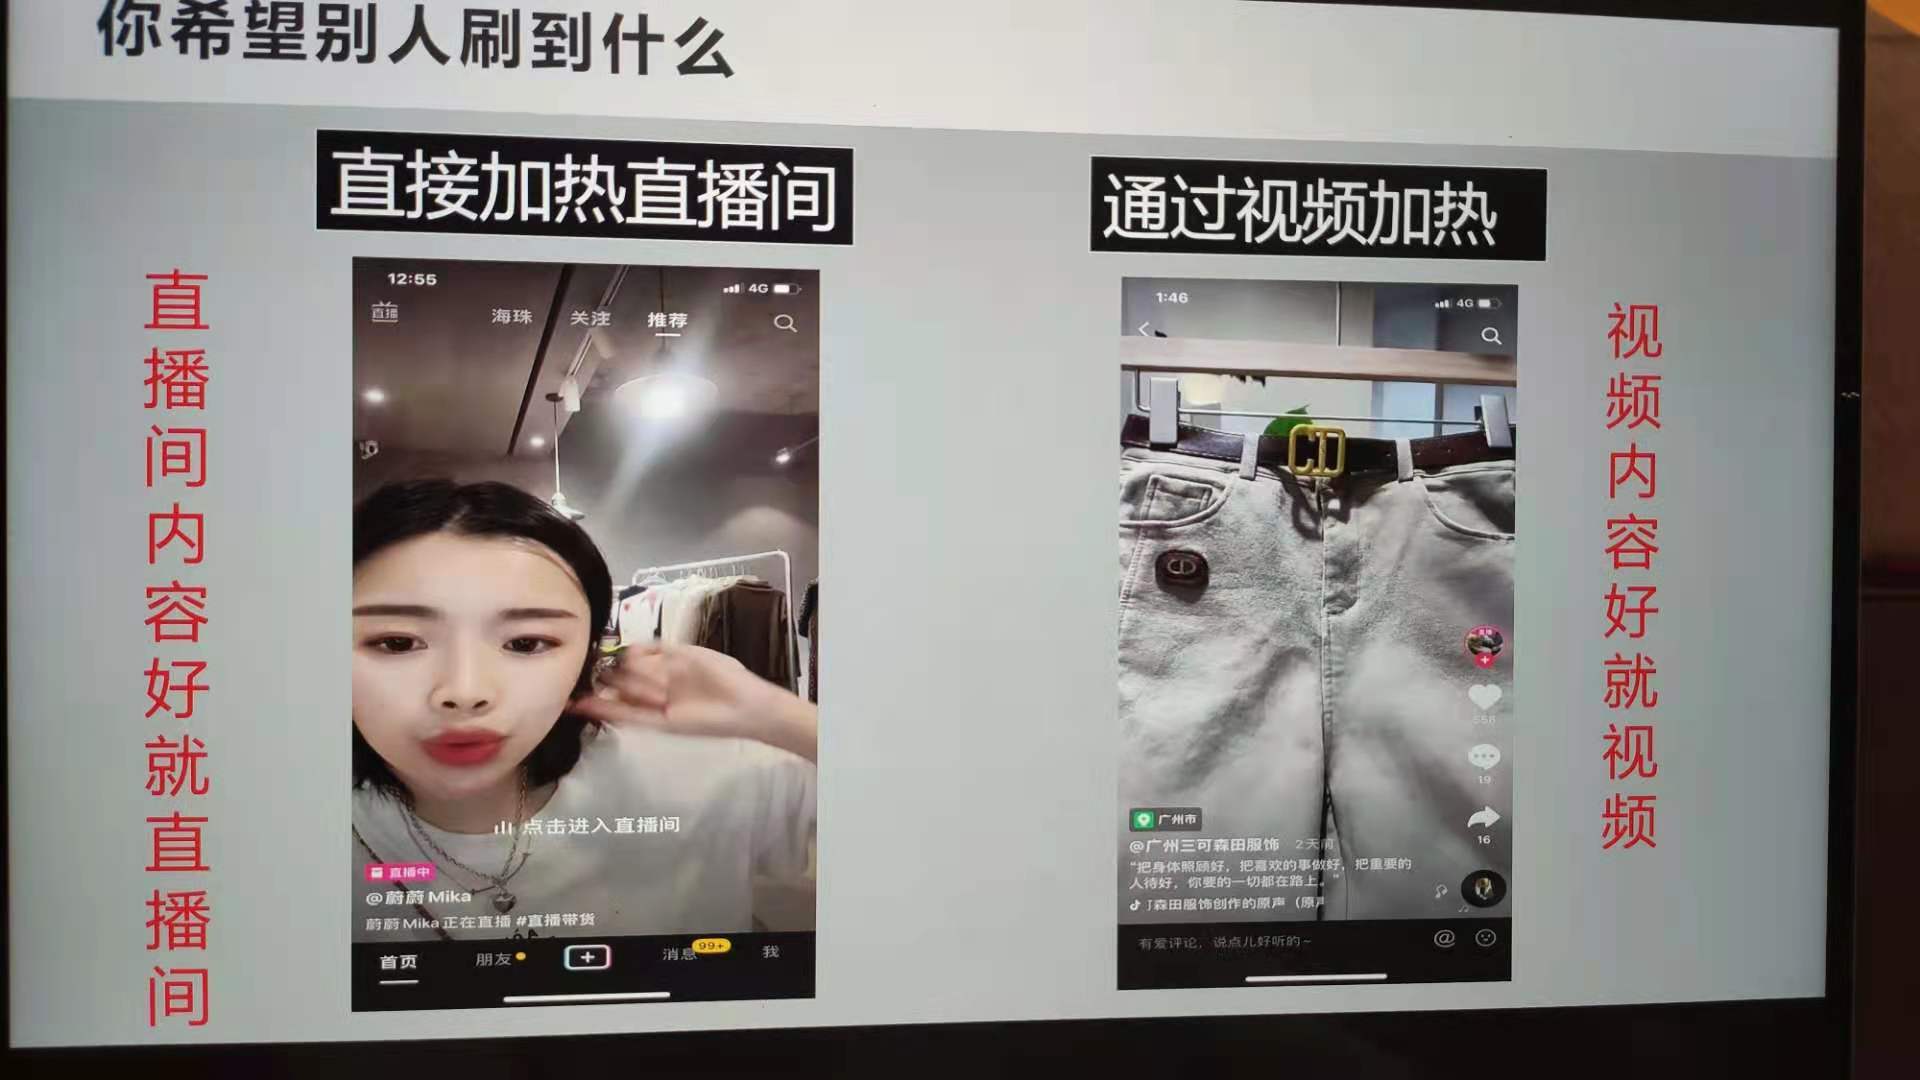 你希望别人刷到什么
直接加热直播间
通过视频加热
直播间内容好就直播间
12:55
4G
直播
海珠
关注
推荐
点击进入直播间
直播中
@蔚蔚 Mika
蔚蔚Mika正在直播 #直播带货
首页
朋友
消息
99+
我
1:46
4G
CD
CD
558
19
16
广州市
@广州三可森田服饰 2天前
“把身体照顾好，把喜欢的事做好，把重要的
人待好，你要的一切都在路上。”
森田服饰创作的原声（原声
有爱评论，说点儿好听的~
@
视频内容好就视频